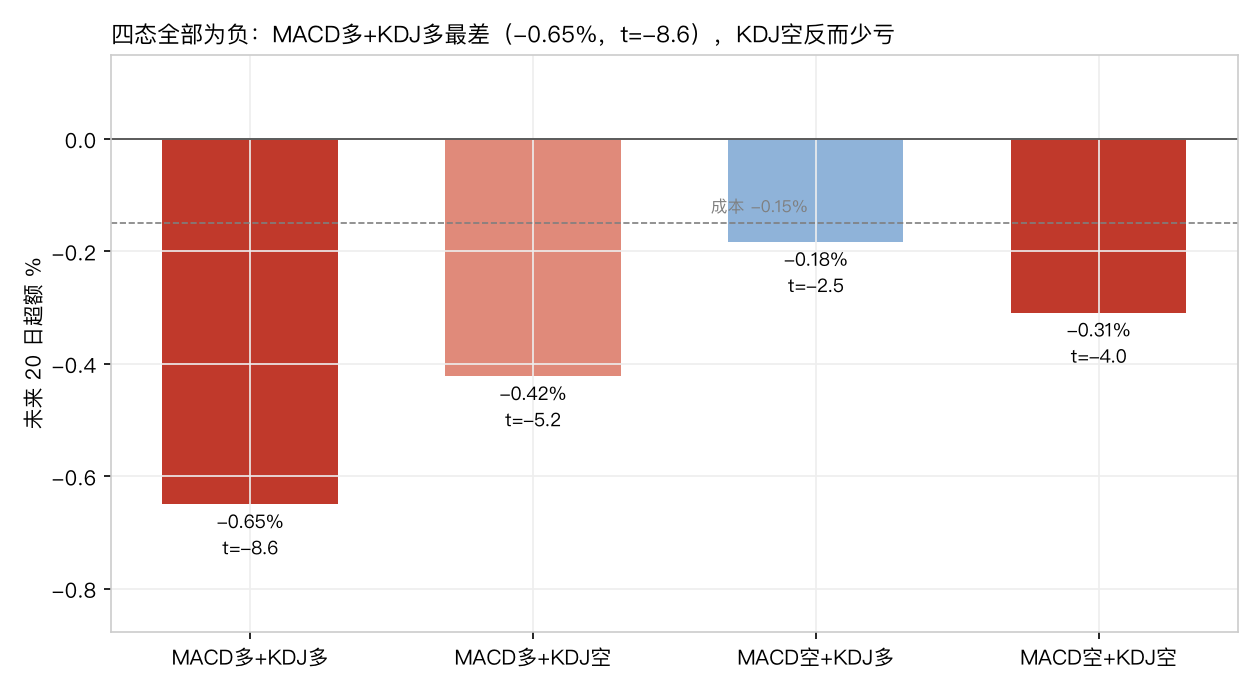 四态全部为负：MACD多+KDJ多最差（−0.65%，t=−8.6），KDJ空反而少亏
未来 20 日超额 %
0.0
−0.2
−0.4
−0.6
−0.8
成本 −0.15%
−0.65%
t=−8.6
−0.42%
t=−5.2
−0.18%
t=−2.5
−0.31%
t=−4.0
MACD多+KDJ多
MACD多+KDJ空
MACD空+KDJ多
MACD空+KDJ空